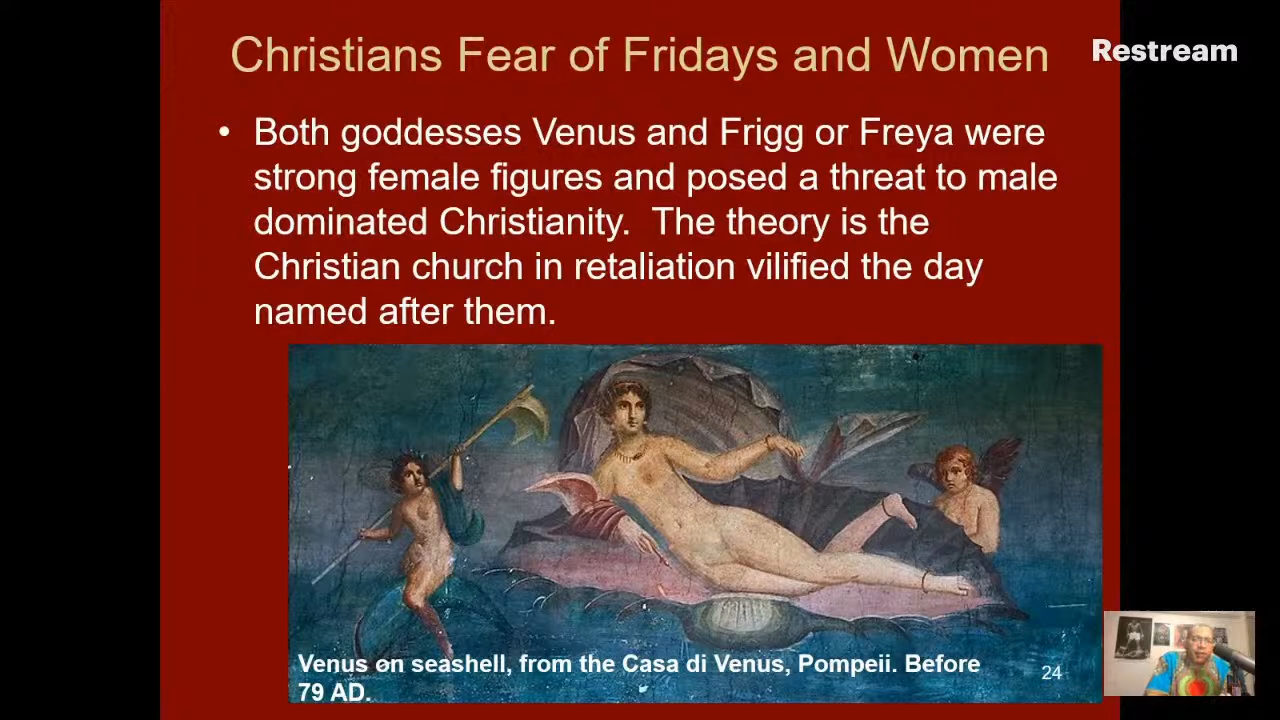 Christians Fear of Fridays and Women
Restream
• Both goddesses Venus and Frigg or Freya were
strong female figures and posed a threat to male
dominated Christianity. The theory is the
Christian church in retaliation vilified the day
named after them.
Venus on seashell, from the Casa di Venus, Pompeii. Before
79 AD.
24